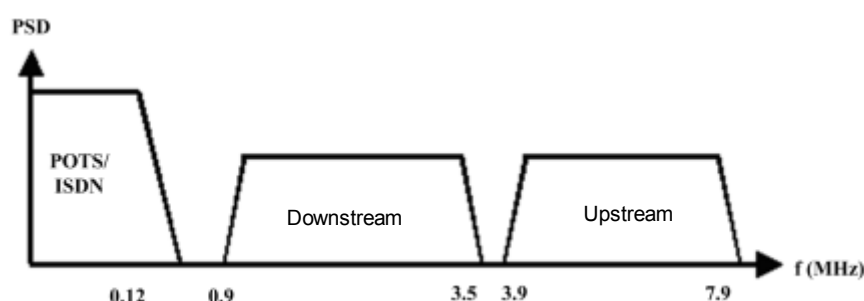 PSD
POTS/
ISDN
Downstream
Upstream
f (MHz)
0.12
0.9
3.5
3.9
7.9